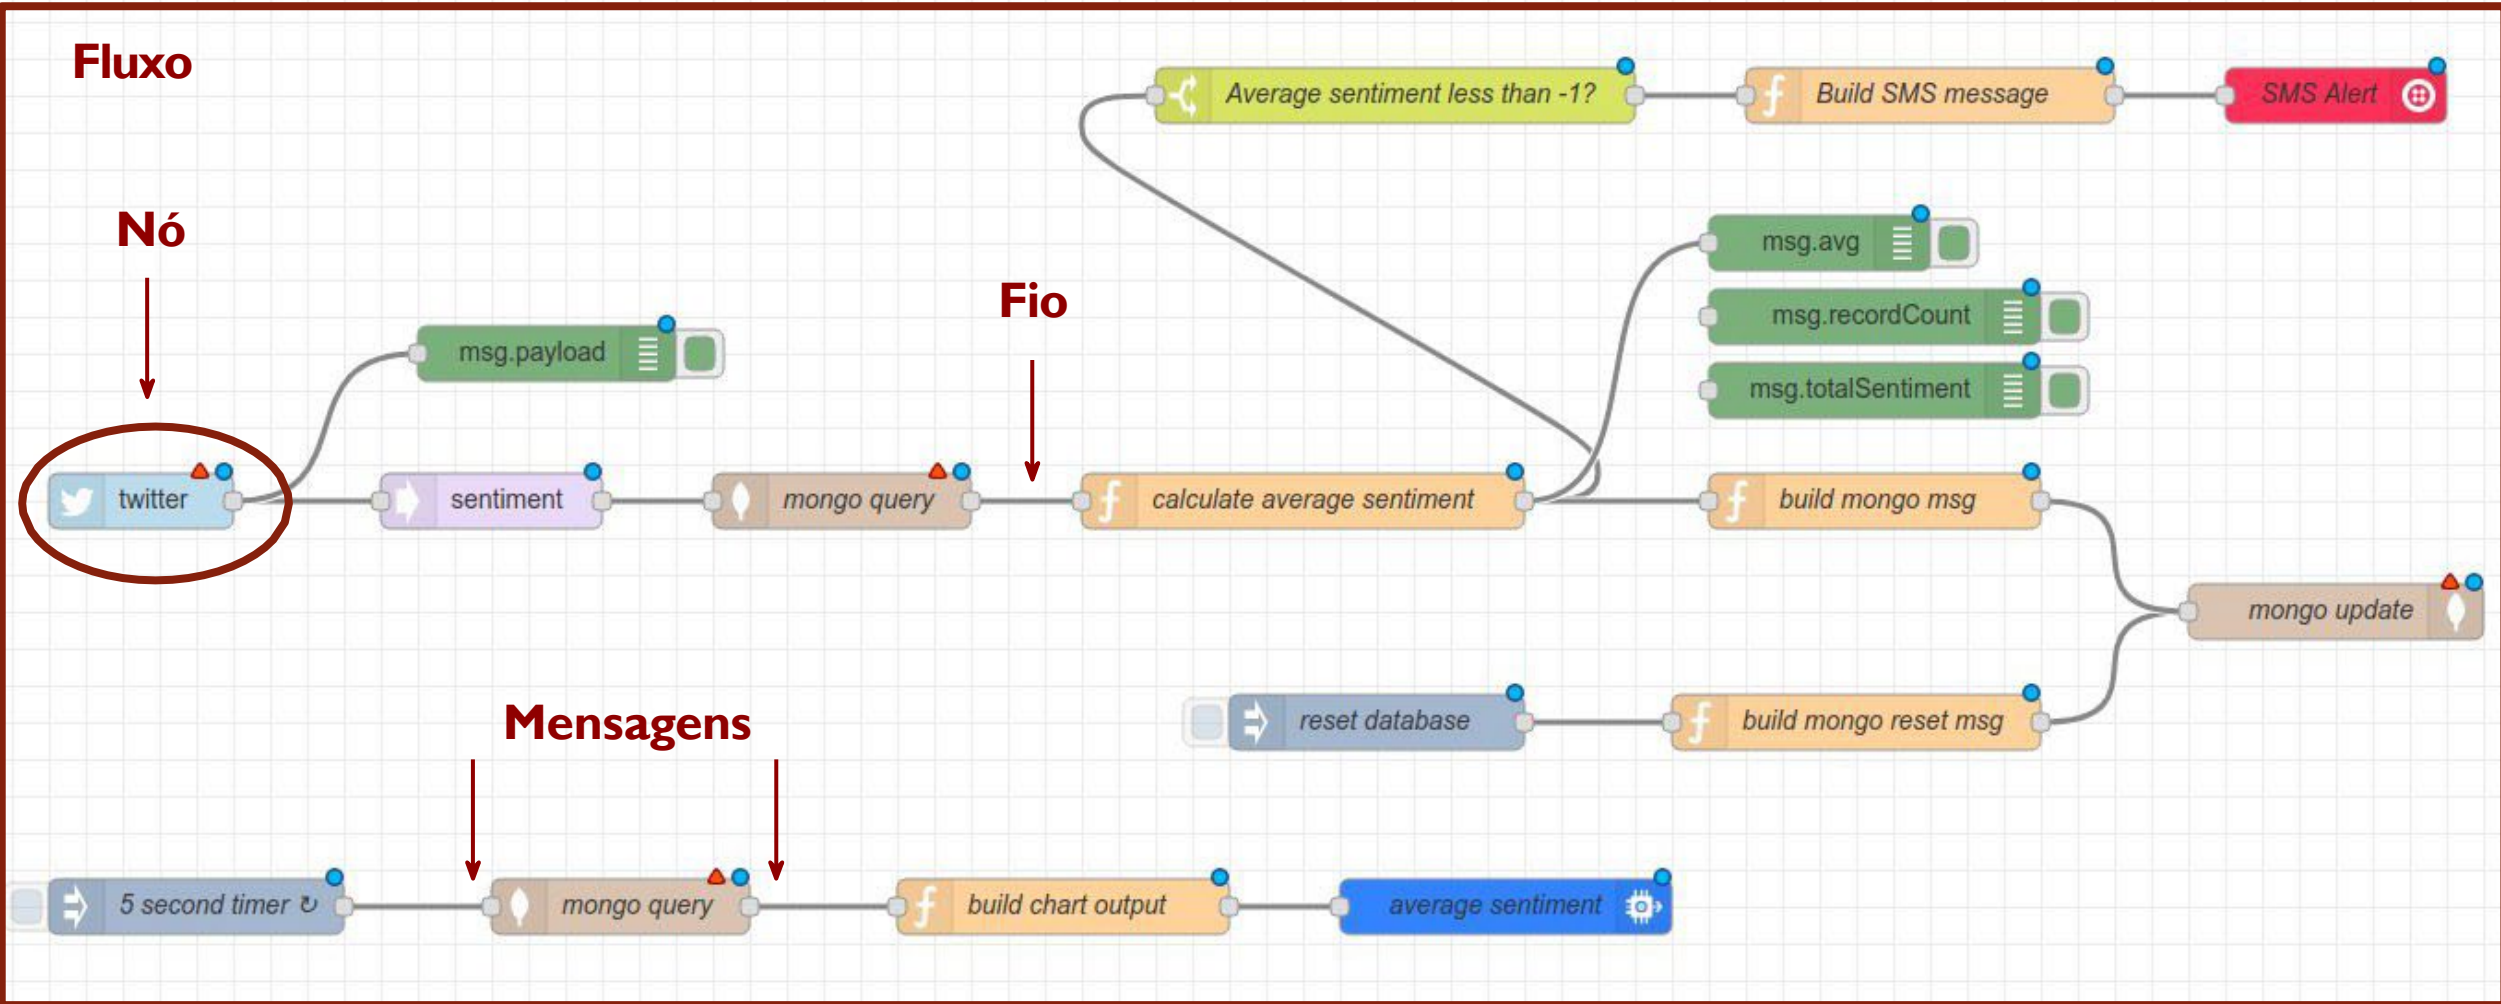 Fluxo
Average sentiment less than -1?
Build SMS message
SMS Alert
Nó
msg.avg
Fio
msg.recordCount
msg.payload
msg.totalSentiment
twitter
sentiment
mongo query
calculate average sentiment
build mongo msg
mongo update
Mensagens
reset database
build mongo reset msg
5 second timer ↻
mongo query
build chart output
average sentiment